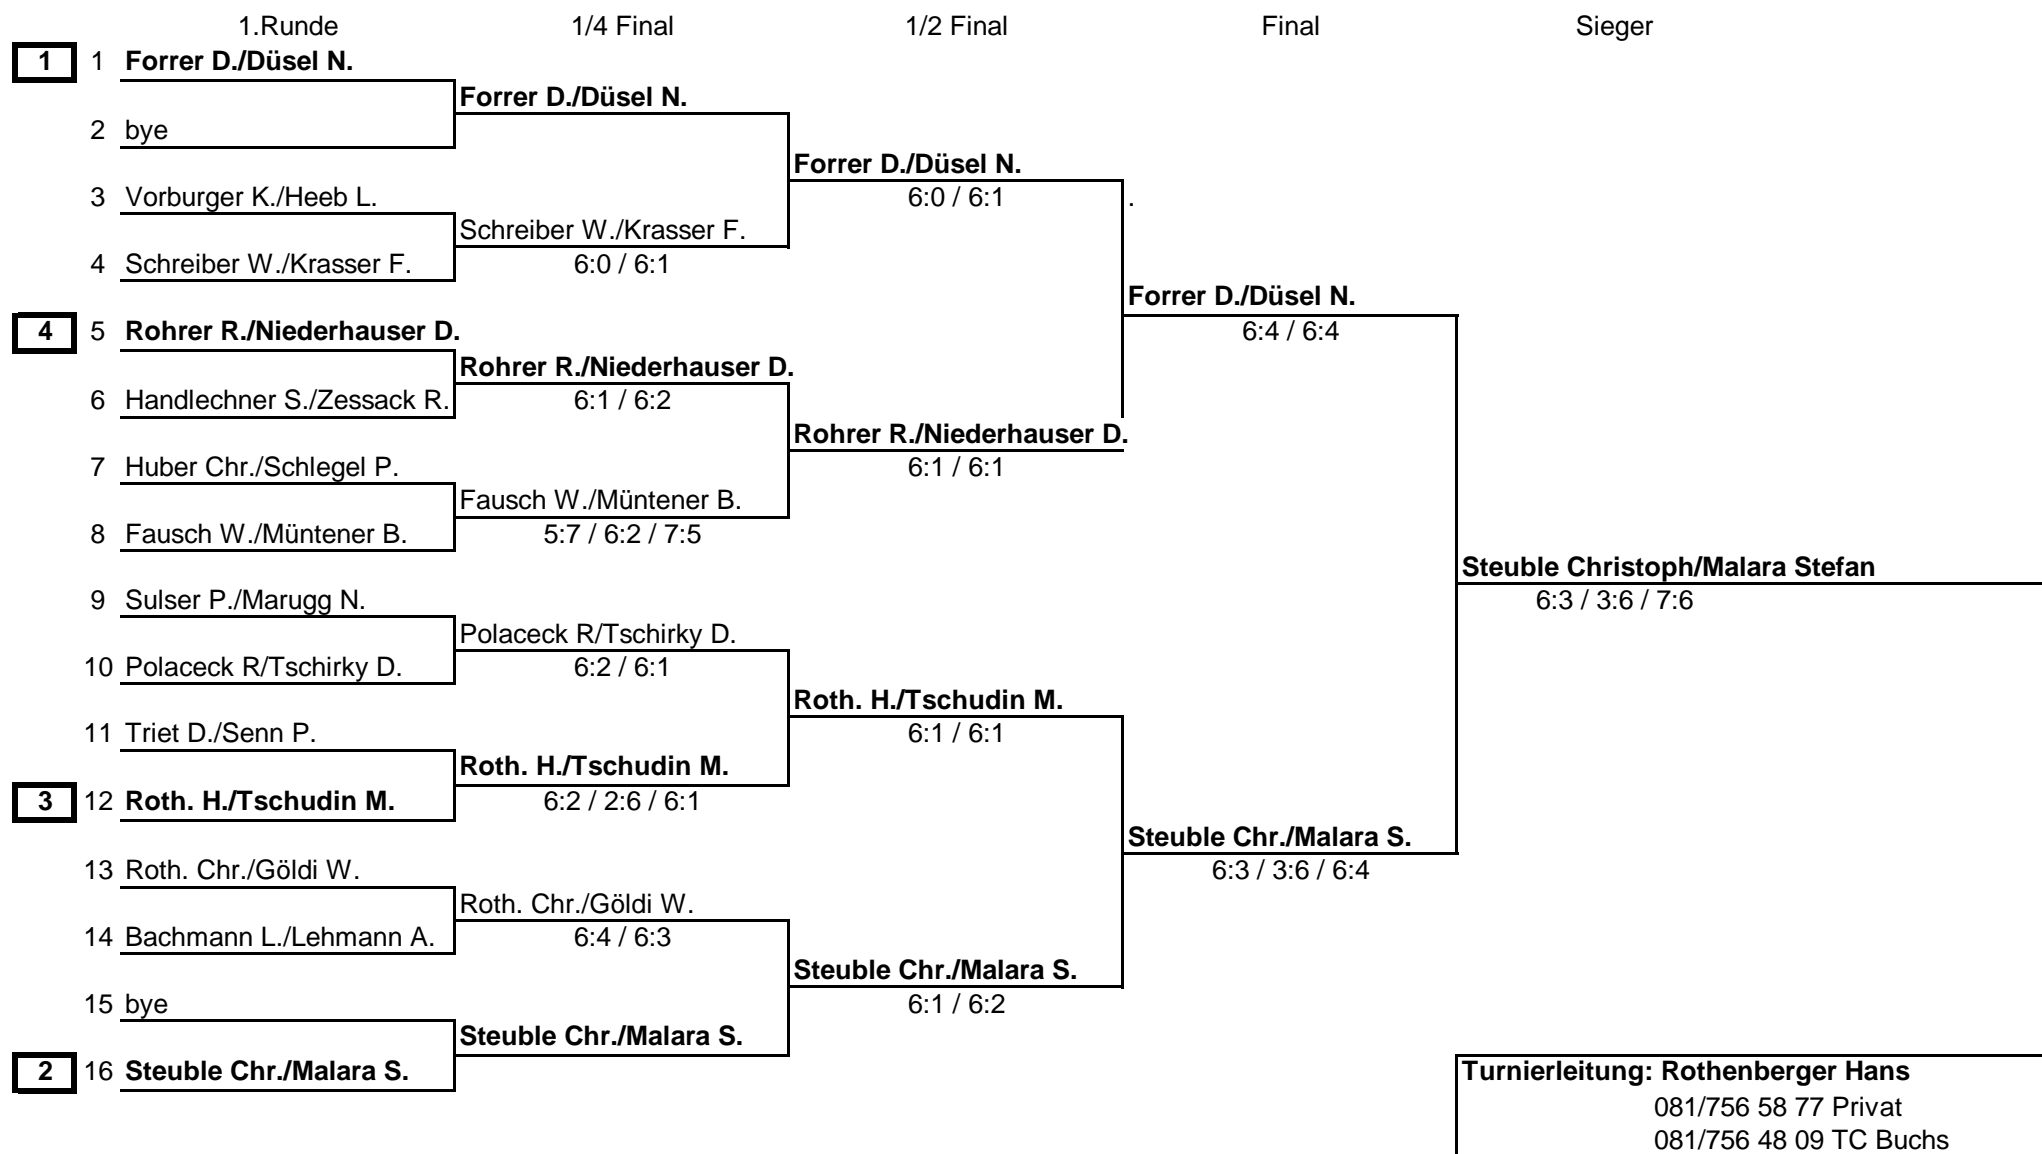 1.Runde 1/4 Final 1/2 Final Final Sieger
1 1 Forrer D./Düsel N.
Forrer D./Düsel N.
2 bye
Forrer D./Düsel N.
3 Vorburger K./Heeb L. 6:0 / 6:1 .
Schreiber W./Krasser F.
4 Schreiber W./Krasser F. 6:0 / 6:1
Forrer D./Düsel N.
4 5 Rohrer R./Niederhauser D. 6:4 / 6:4
Rohrer R./Niederhauser D.
6 Handlechner S./Zessack R. 6:1 / 6:2
Rohrer R./Niederhauser D.
7 Huber Chr./Schlegel P. 6:1 / 6:1
Fausch W./Müntener B.
8 Fausch W./Müntener B. 5:7 / 6:2 / 7:5
Steuble Christoph/Malara Stefan
9 Sulser P./Marugg N. 6:3 / 3:6 / 7:6
Polaceck R/Tschirky D.
10 Polaceck R/Tschirky D. 6:2 / 6:1
Roth. H./Tschudin M.
11 Triet D./Senn P. 6:1 / 6:1
Roth. H./Tschudin M.
3 12 Roth. H./Tschudin M. 6:2 / 2:6 / 6:1
Steuble Chr./Malara S.
13 Roth. Chr./Göldi W. 6:3 / 3:6 / 6:4
Roth. Chr./Göldi W.
14 Bachmann L./Lehmann A. 6:4 / 6:3
Steuble Chr./Malara S.
15 bye 6:1 / 6:2
Steuble Chr./Malara S.
2 16 Steuble Chr./Malara S. Turnierleitung: Rothenberger Hans
081/756 58 77 Privat
081/756 48 09 TC Buchs